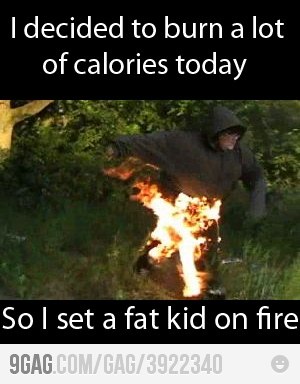 I decided to burn a lot
of calories today
So I set a fat kid on fire
9GAG.COM/GAG/3922340